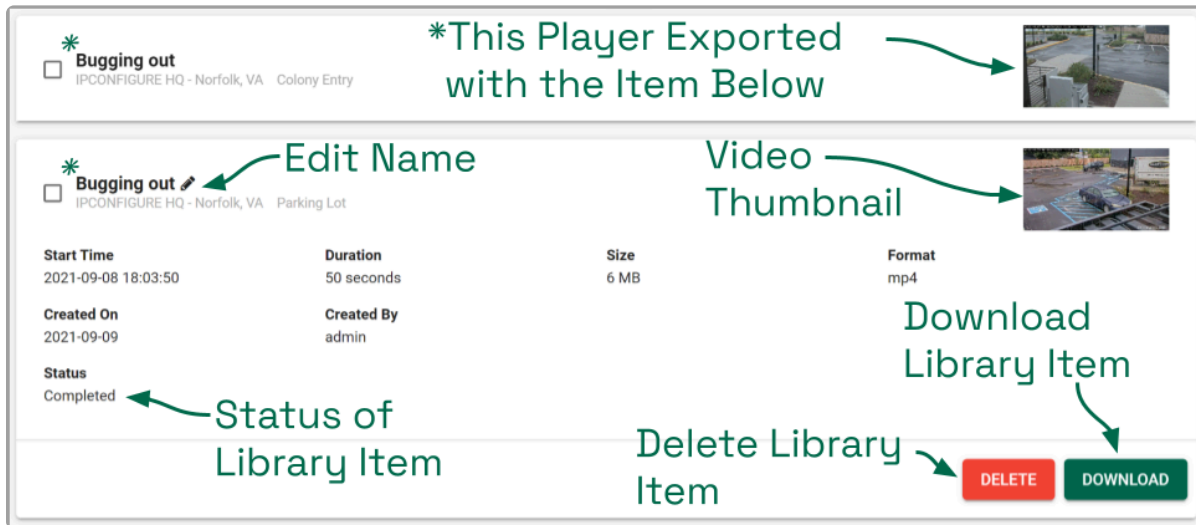 *This Player Exported
with the Item Below
*
Bugging out
IPCONFIGURE HQ - Norfolk, VA Colony Entry
*
Bugging out
Edit Name
IPCONFIGURE HQ - Norfolk, VA Parking Lot
Video
Thumbnail
Start Time
2021-09-08 18:03:50
Duration
50 seconds
Size
6 MB
Format
mp4
Created On
2021-09-09
Created By
admin
Status
Completed
Status of
Library Item
Download
Library Item
Delete Library
Item
DELETE
DOWNLOAD